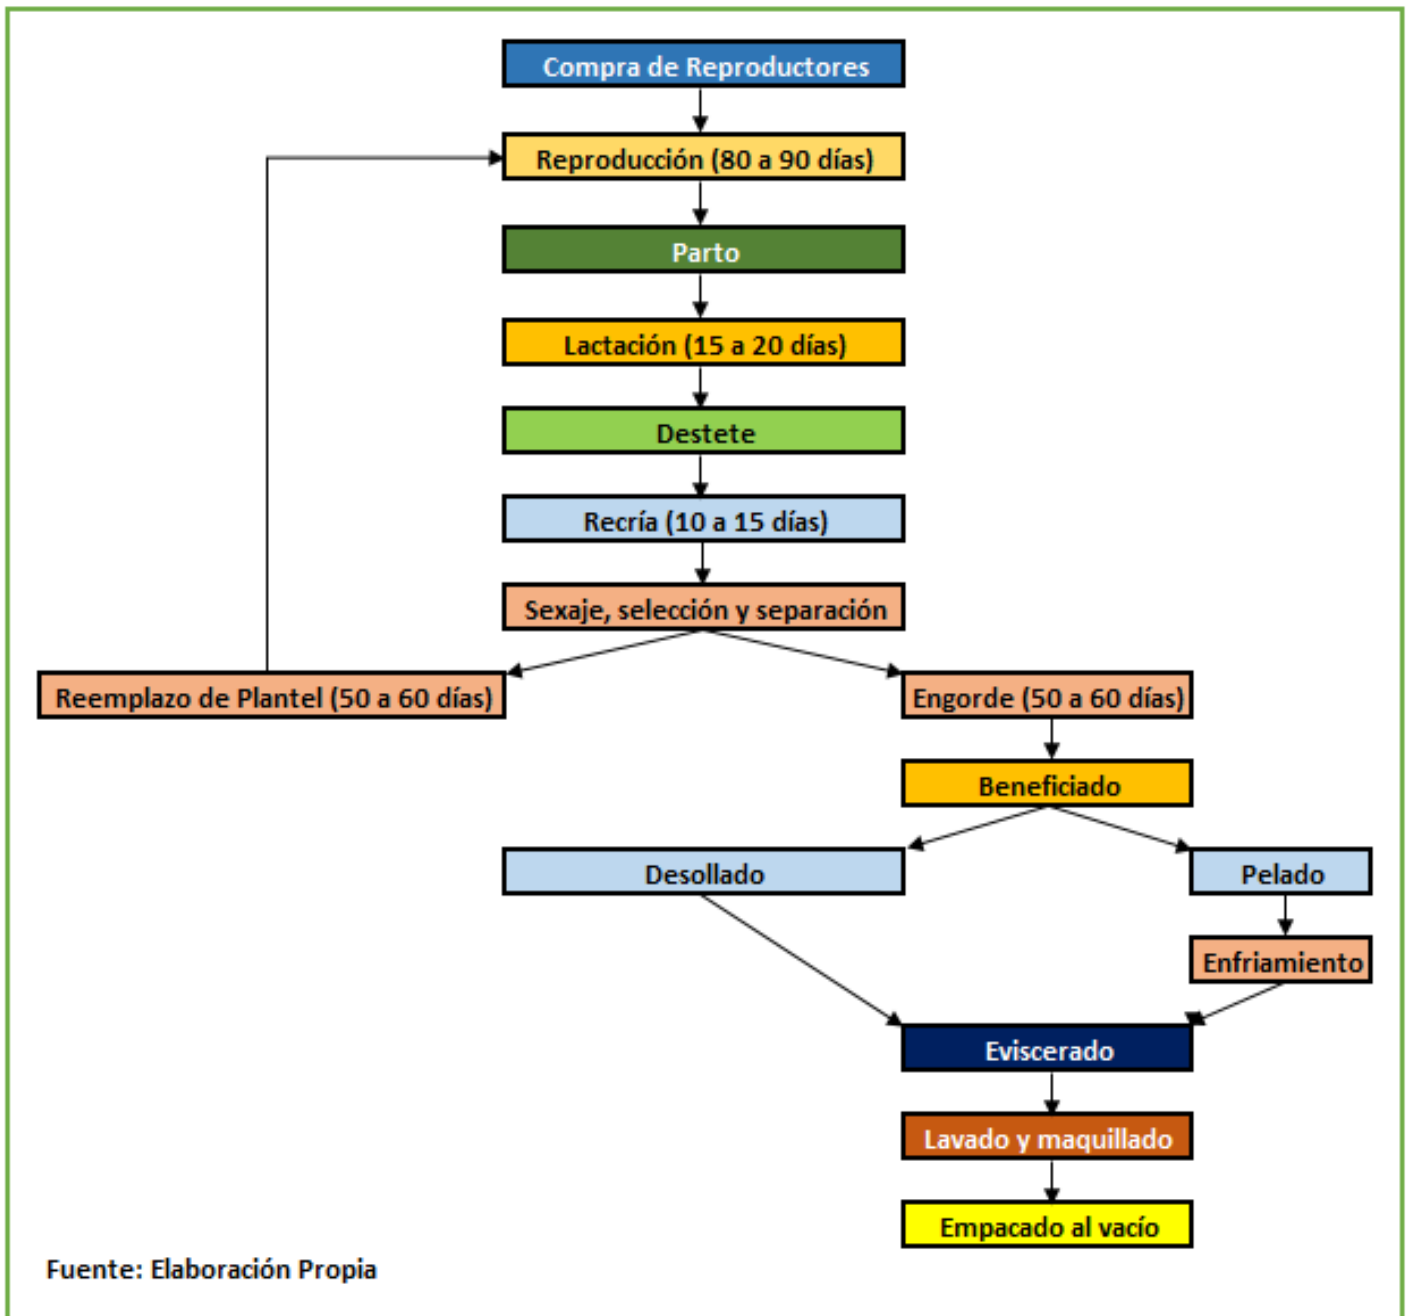 Compra de Reproductores
Reproducción (80 a 90 días)
Parto
Lactación (15 a 20 días)
Destete
Recría (10 a 15 días)
Sexaje, selección y separación
Reemplazo de Plantel (50 a 60 días)
Engorde (50 a 60 días)
Beneficiado
Desollado
Pelado
Enfriamiento
Eviscerado
Lavado y maquillado
Empacado al vacío
Fuente: Elaboración Propia